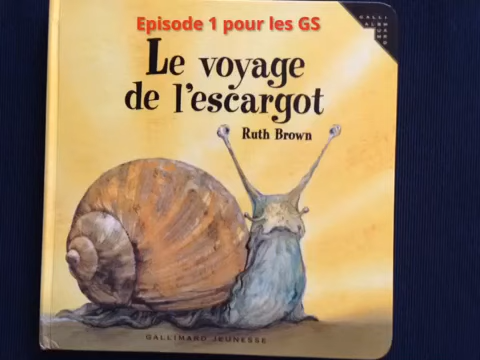 Episode 1 pour les GS
Le voyage
de l'escargot
Ruth Brown
GALLIMARD JEUNESSE